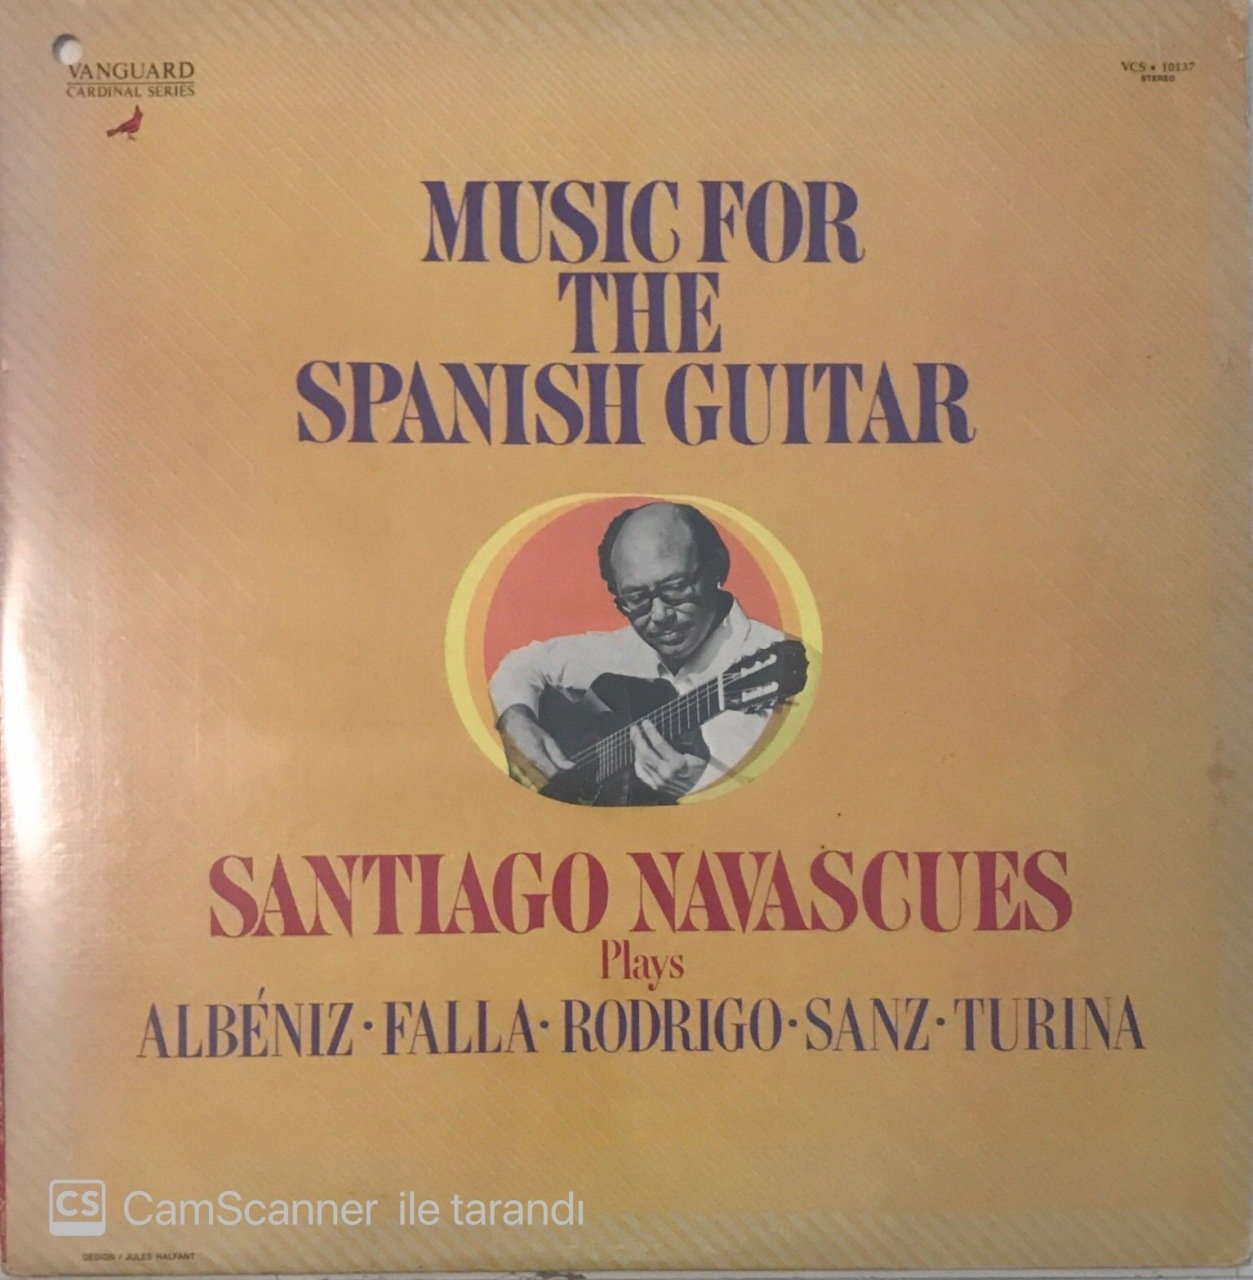 VANGUARD
CARDINAL SERIES
VCS • 10137
STEREO
MUSIC FOR
THE
SPANISH GUITAR
SANTIAGO NAVASCUES
Plays
ALBÉNIZ · FALLA · RODRIGO · SANZ · TURINA
CS CamScanner ile tarandı
DESIGN / JULES HALFANT